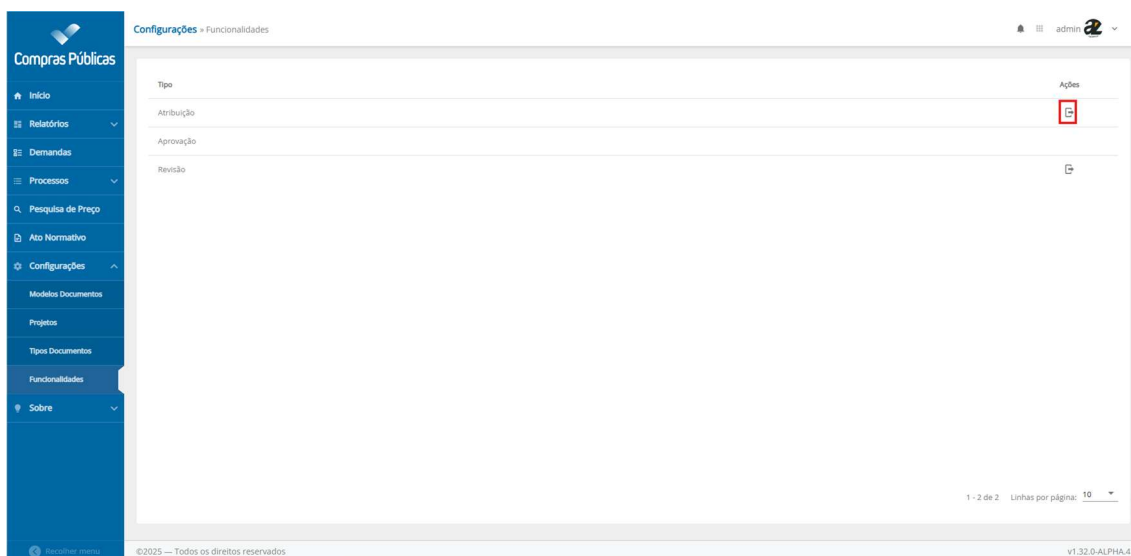 Compras Públicas
Início
Relatórios
Demandas
Processos
Pesquisa de Preço
Ato Normativo
Configurações
Modelos Documentos
Projetos
Tipos Documentos
Funcionalidades
Sobre
Recolher menu
Configurações » Funcionalidades
admin
Tipo Ações
Atribuição
Aprovação
Revisão
1 - 2 de 2 Linhas por página: 10
©2025 — Todos os direitos reservados
v1.32.0-ALPHA.4